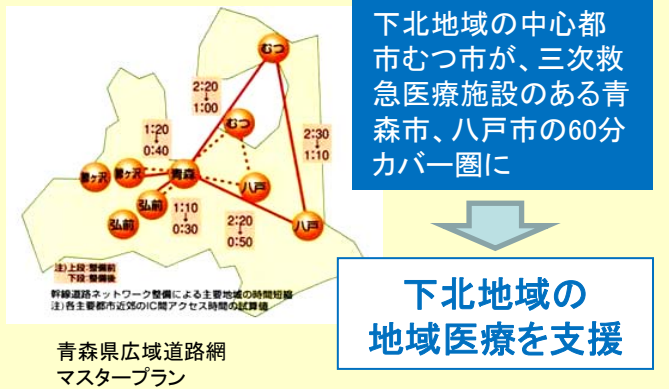 むつ
2:20
↓
1:00
むつ
1:20
↓
0:40
2:30
↓
1:10
鰺ヶ沢
鰺ヶ沢
青森
八戸
弘前
弘前
1:10
↓
0:30
2:20
↓
0:50
八戸
注)上段:整備前
下段:整備後
幹線道路ネットワーク整備による主要地域の時間短縮
注)各主要都市近郊のIC間アクセス時間の試算値
青森県広域道路網
マスタープラン
下北地域の中心都
市むつ市が、三次救
急医療施設のある青
森市、八戸市の60分
カバー圏に
下北地域の
地域医療を支援